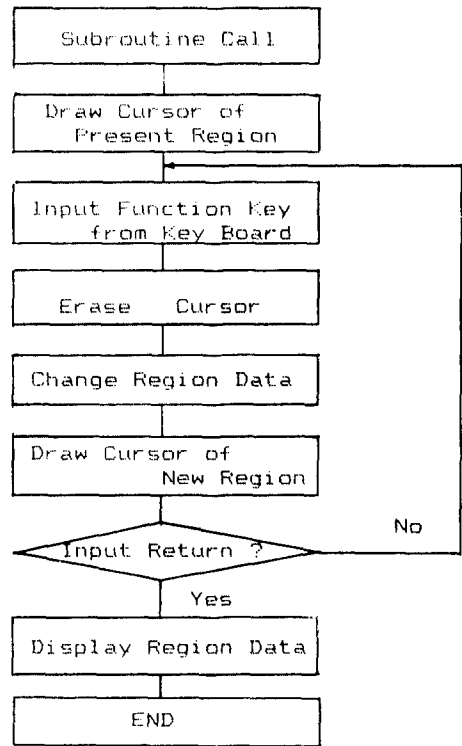 Subroutine Call
Draw Cursor of
Present Region
Input Function Key
from Key Board
Erase Cursor
Change Region Data
Draw Cursor of
New Region
Input Return ?
No
Yes
Display Region Data
END